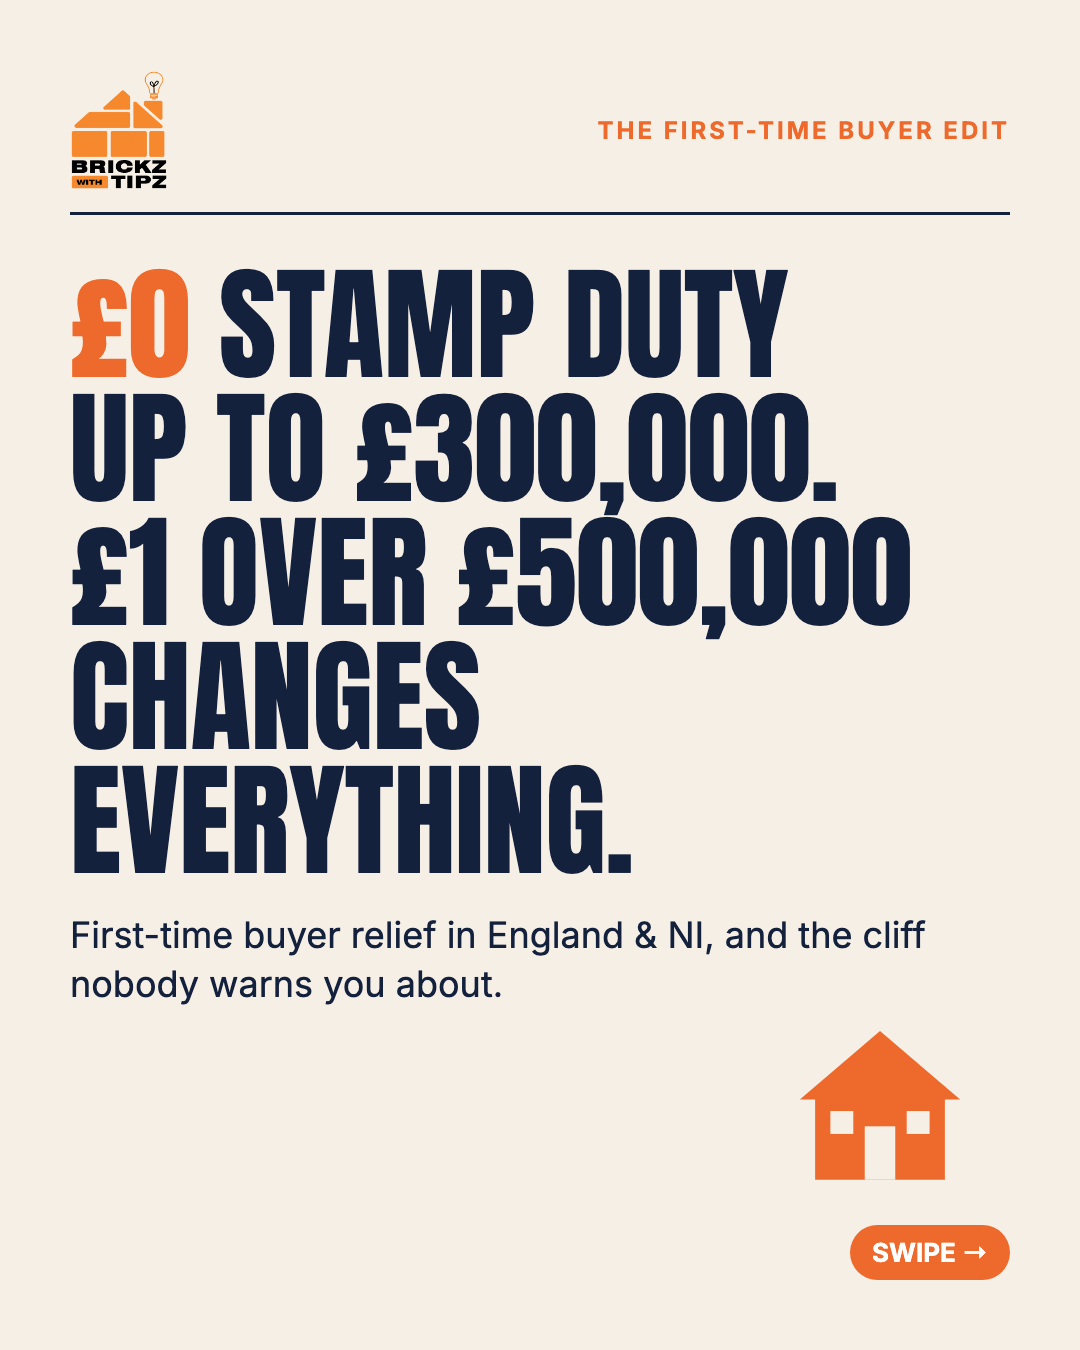 BRICKZ
WITH TIPZ
THE FIRST-TIME BUYER EDIT
£0 STAMP DUTY
UP TO £300,000.
£1 OVER £500,000
CHANGES
EVERYTHING.
First-time buyer relief in England & NI, and the cliff
nobody warns you about.
SWIPE →